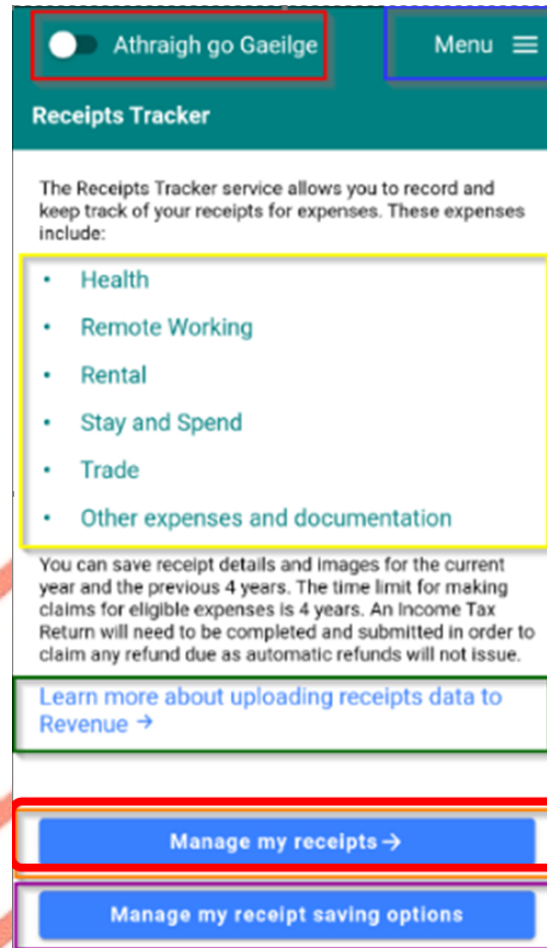 Athraigh go Gaeilge
Menu
Receipts Tracker
The Receipts Tracker service allows you to record and
keep track of your receipts for expenses. These expenses
include:
• Health
• Remote Working
• Rental
• Stay and Spend
• Trade
• Other expenses and documentation
You can save receipt details and images for the current
year and the previous 4 years. The time limit for making
claims for eligible expenses is 4 years. An Income Tax
Return will need to be completed and submitted in order to
claim any refund due as automatic refunds will not issue.
Learn more about uploading receipts data to
Revenue →
Manage my receipts →
Manage my receipt saving options